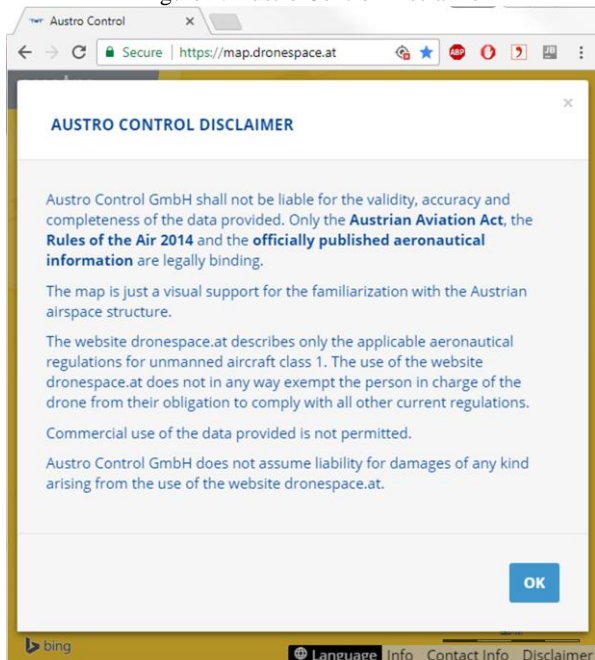 Austro Control
Secure | https://map.dronespace.at
ABP
JB
AUSTRO CONTROL DISCLAIMER
Austro Control GmbH shall not be liable for the validity, accuracy and
completeness of the data provided. Only the Austrian Aviation Act, the
Rules of the Air 2014 and the officially published aeronautical
information are legally binding.
The map is just a visual support for the familiarization with the Austrian
airspace structure.
The website dronespace.at describes only the applicable aeronautical
regulations for unmanned aircraft class 1. The use of the website
dronespace.at does not in any way exempt the person in charge of the
drone from their obligation to comply with all other current regulations.
Commercial use of the data provided is not permitted.
Austro Control GmbH does not assume liability for damages of any kind
arising from the use of the website dronespace.at.
OK
bing
Language Info Contact Info Disclaimer